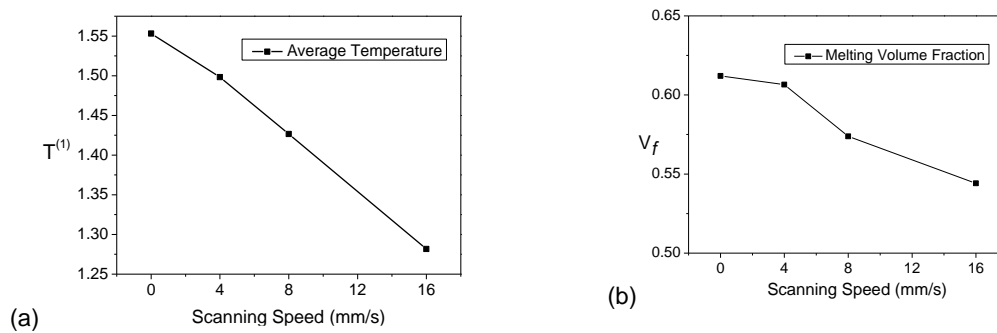 1.55
1.50
1.45
1.40
1.35
1.30
1.25
T(1)
Average Temperature
0 4 8 12 16
Scanning Speed (mm/s)
(a)
0.65
0.60
0.55
0.50
Vf
Melting Volume Fraction
0 4 8 12 16
Scanning Speed (mm/s)
(b)